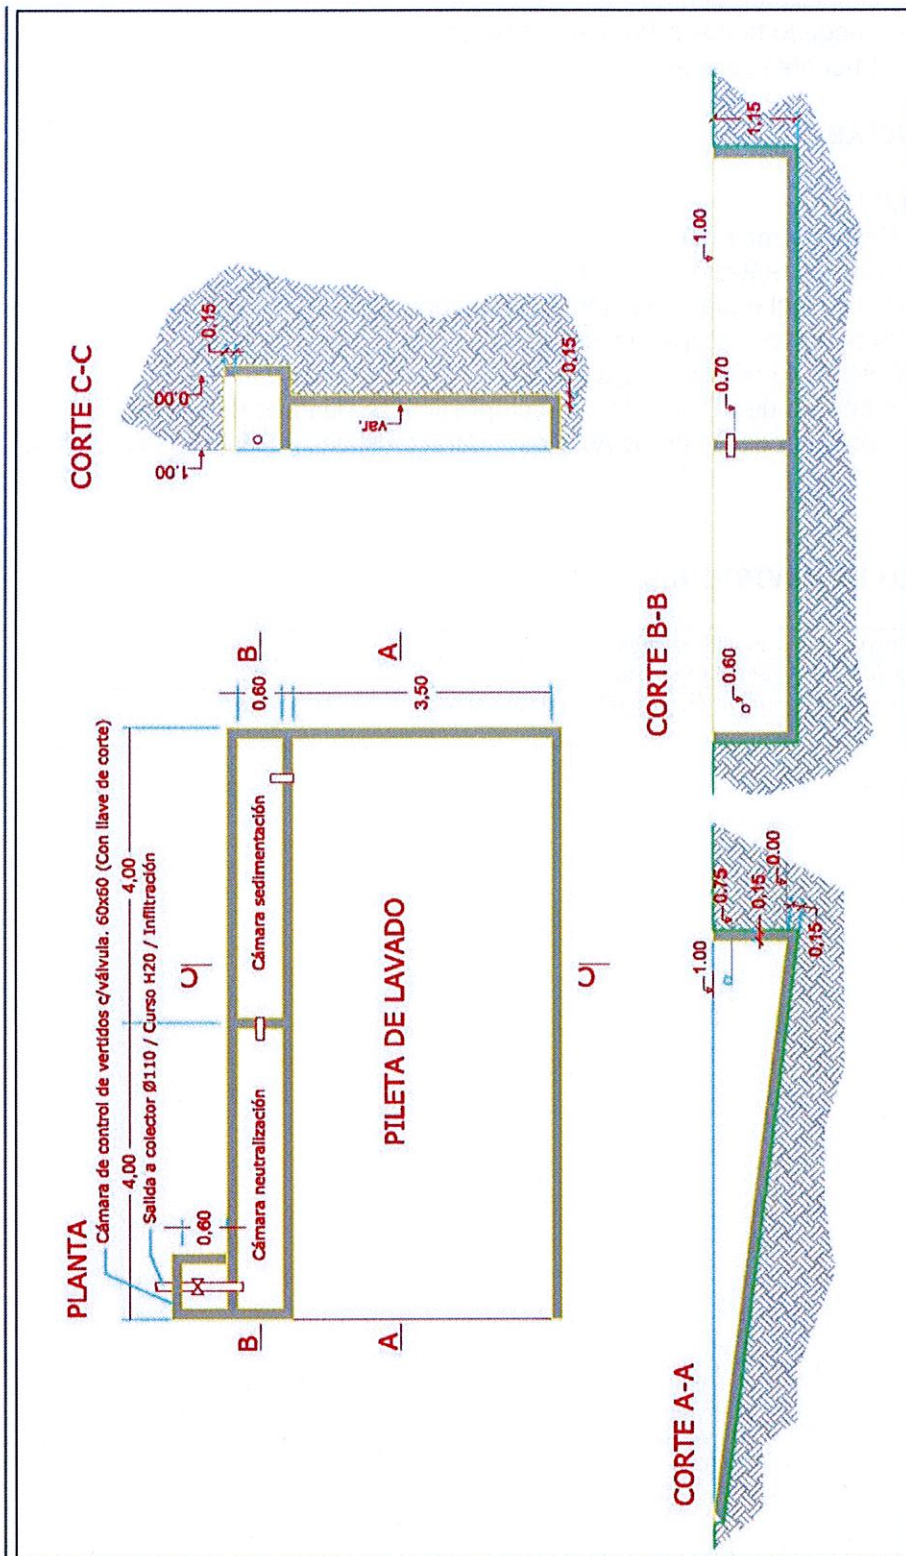 PLANTA
Cámara de control de vertidos c/válvula. 60x60 (Con llave de corte)
4,00
4,00
Salida a colector Ø110 / Curso H20 / Infiltración
0,60
C
B
B
0,60
Cámara neutralización
Cámara sedimentación
A
A
3,50
PILETA DE LAVADO
C
CORTE C-C
1.00
0.00
0,15
var.
0,15
CORTE A-A
1.00
0.75
0,15
0.00
0,15
CORTE B-B
0.60
0.70
1.00
1,15